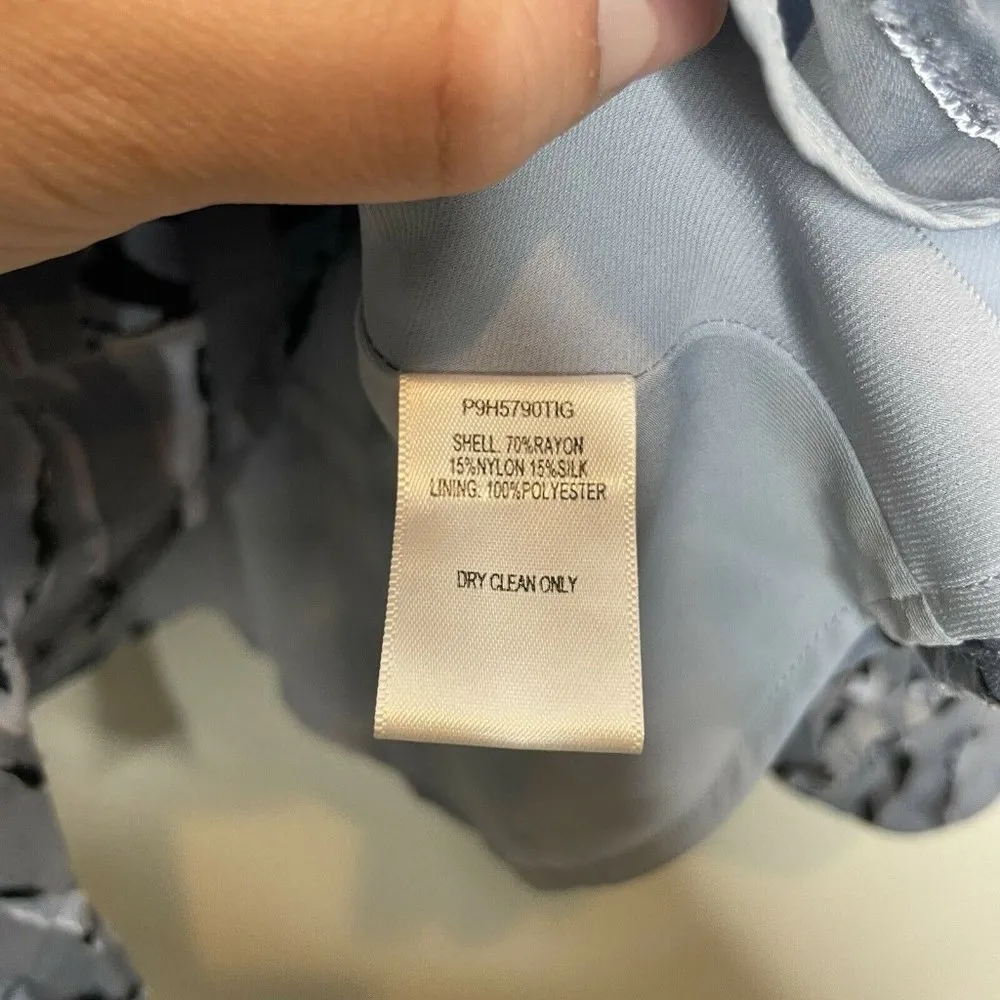 P9H5790TIG
SHELL. 70%RAYON
15%NYLON 15%SILK
LINING: 100%POLYESTER
DRY CLEAN ONLY